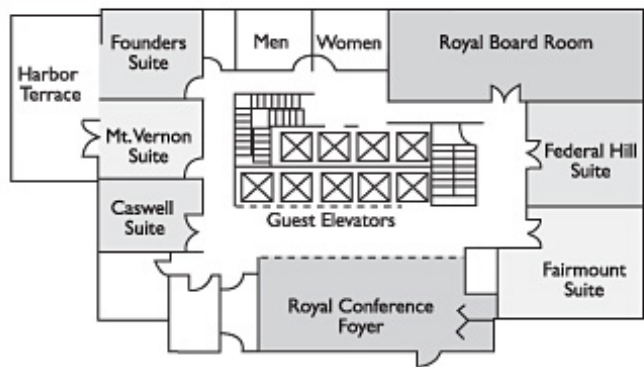 Founders
Suite
Men
Women
Royal Board Room
Harbor
Terrace
Mt. Vernon
Suite
Federal Hill
Suite
Caswell
Suite
Guest Elevators
Fairmount
Suite
Royal Conference
Foyer